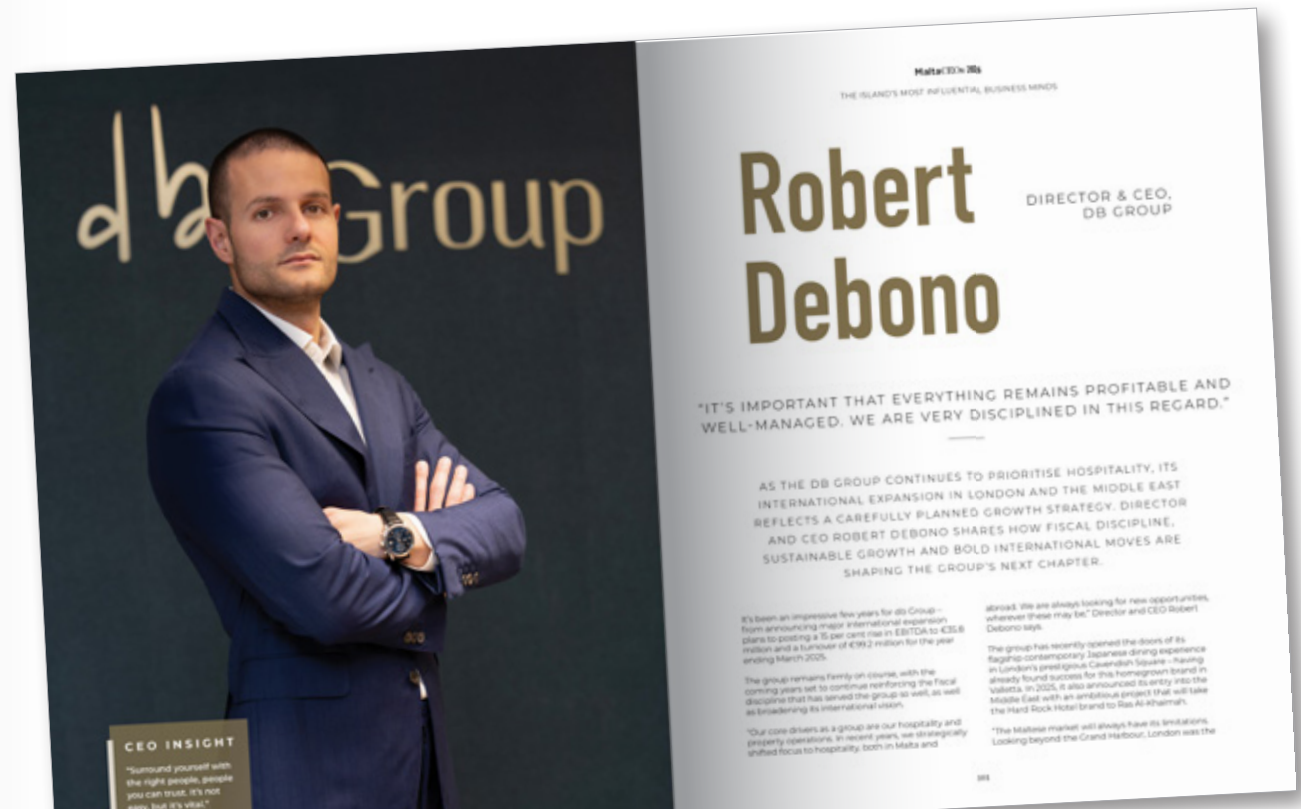 db Group
CEO INSIGHT
"Surround yourself with
the right people, people
you can trust. It's not
easy, but it's vital."
MaltaCEOs 2026
THE ISLAND'S MOST INFLUENTIAL BUSINESS MINDS
Robert
Debono
DIRECTOR & CEO,
DB GROUP
"IT'S IMPORTANT THAT EVERYTHING REMAINS PROFITABLE AND
WELL-MANAGED. WE ARE VERY DISCIPLINED IN THIS REGARD."
AS THE DB GROUP CONTINUES TO PRIORITISE HOSPITALITY, ITS
INTERNATIONAL EXPANSION IN LONDON AND THE MIDDLE EAST
REFLECTS A CAREFULLY PLANNED GROWTH STRATEGY. DIRECTOR
AND CEO ROBERT DEBONO SHARES HOW FISCAL DISCIPLINE,
SUSTAINABLE GROWTH AND BOLD INTERNATIONAL MOVES ARE
SHAPING THE GROUP'S NEXT CHAPTER.
It's been an impressive few years for db Group –
from announcing major international expansion
plans to posting a 15 per cent rise in EBITDA to €35.8
million and a turnover of €99.2 million for the year
ending March 2025.
The group remains firmly on course, with the
coming years set to continue reinforcing the fiscal
discipline that has served the group so well, as well
as broadening its international vision.
"Our core drivers as a group are our hospitality and
property operations. In recent years, we strategically
shifted focus to hospitality, both in Malta and
abroad. We are always looking for new opportunities,
wherever these may be," Director and CEO Robert
Debono says.
The group has recently opened the doors of its
flagship contemporary Japanese dining experience
in London's prestigious Cavendish Square – having
already found success for this homegrown brand in
Valletta. In 2025, it also announced its entry into the
Middle East with an ambitious project that will take
the Hard Rock Hotel brand to Ras Al-Khaimah.
"The Maltese market will always have its limitations.
Looking beyond the Grand Harbour, London was the